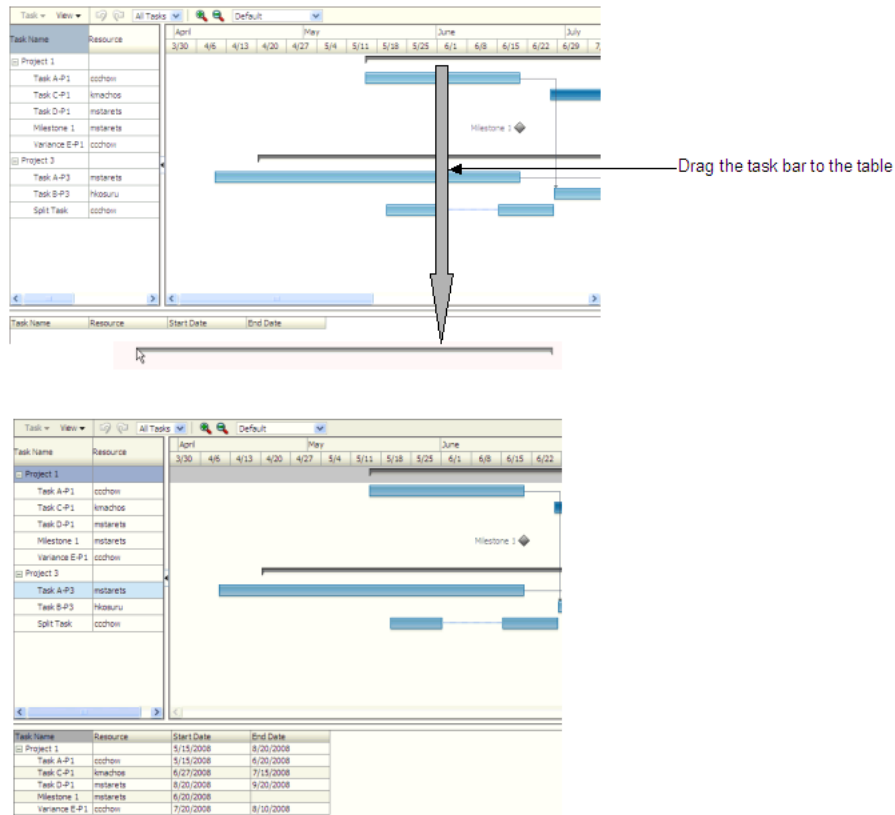 Task View All Tasks Default
Task Name Resource April May June July
3/30 4/6 4/13 4/20 4/27 5/4 5/11 5/18 5/25 6/1 6/8 6/15 6/22 6/29 7
Project 1
Task A-P1 ccchow
Task C-P1 kmachos
Task D-P1 mstarets
Milestone 1 mstarets Milestone 1
Variance E-P1 ccchow
Project 3
Drag the task bar to the table
Task A-P3 mstarets
Task B-P3 hkosuru
Split Task ccchow
Task Name Resource Start Date End Date
Task View All Tasks Default
Task Name Resource April May June
3/30 4/6 4/13 4/20 4/27 5/4 5/11 5/18 5/25 6/1 6/8 6/15 6/22
Project 1
Task A-P1 ccchow
Task C-P1 kmachos
Task D-P1 mstarets
Milestone 1 mstarets Milestone 1
Variance E-P1 ccchow
Project 3
Task A-P3 mstarets
Task B-P3 hkosuru
Split Task ccchow
Task Name Resource Start Date End Date
Project 1 5/15/2008 8/20/2008
Task A-P1 ccchow 5/15/2008 6/20/2008
Task C-P1 kmachos 6/27/2008 7/15/2008
Task D-P1 mstarets 8/20/2008 9/20/2008
Milestone 1 mstarets 6/20/2008
Variance E-P1 ccchow 7/20/2008 8/10/2008